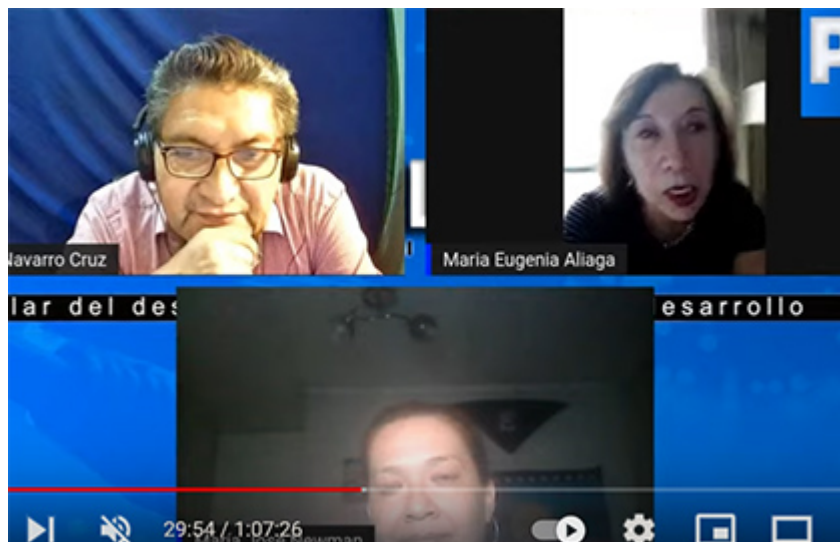 P
Navarro Cruz
Maria Eugenia Aliaga
lar del des
esarrollo
29:54 / 1:07:26